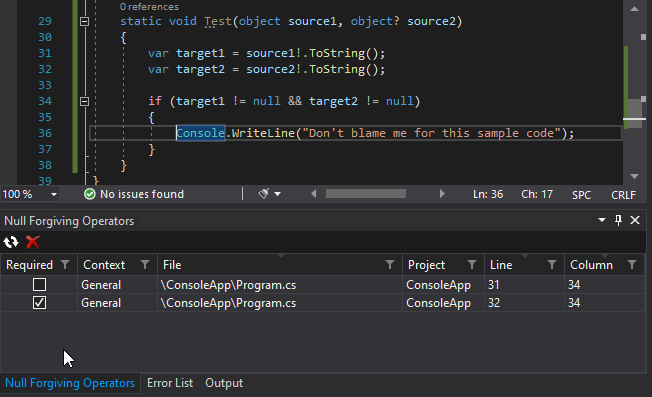 0 references
29 static void Test(object source1, object? source2)
30 {
31 var target1 = source1!.ToString();
32 var target2 = source2!.ToString();
33
34 if (target1 != null && target2 != null)
35 {
36 Console.WriteLine("Don't blame me for this sample code");
37 }
38 }
39 }
100 % No issues found Ln: 36 Ch: 17 SPC CRLF
Null Forgiving Operators
Required Context File Project Line Column
General \ConsoleApp\Program.cs ConsoleApp 31 34
General \ConsoleApp\Program.cs ConsoleApp 32 34
Null Forgiving Operators Error List Output